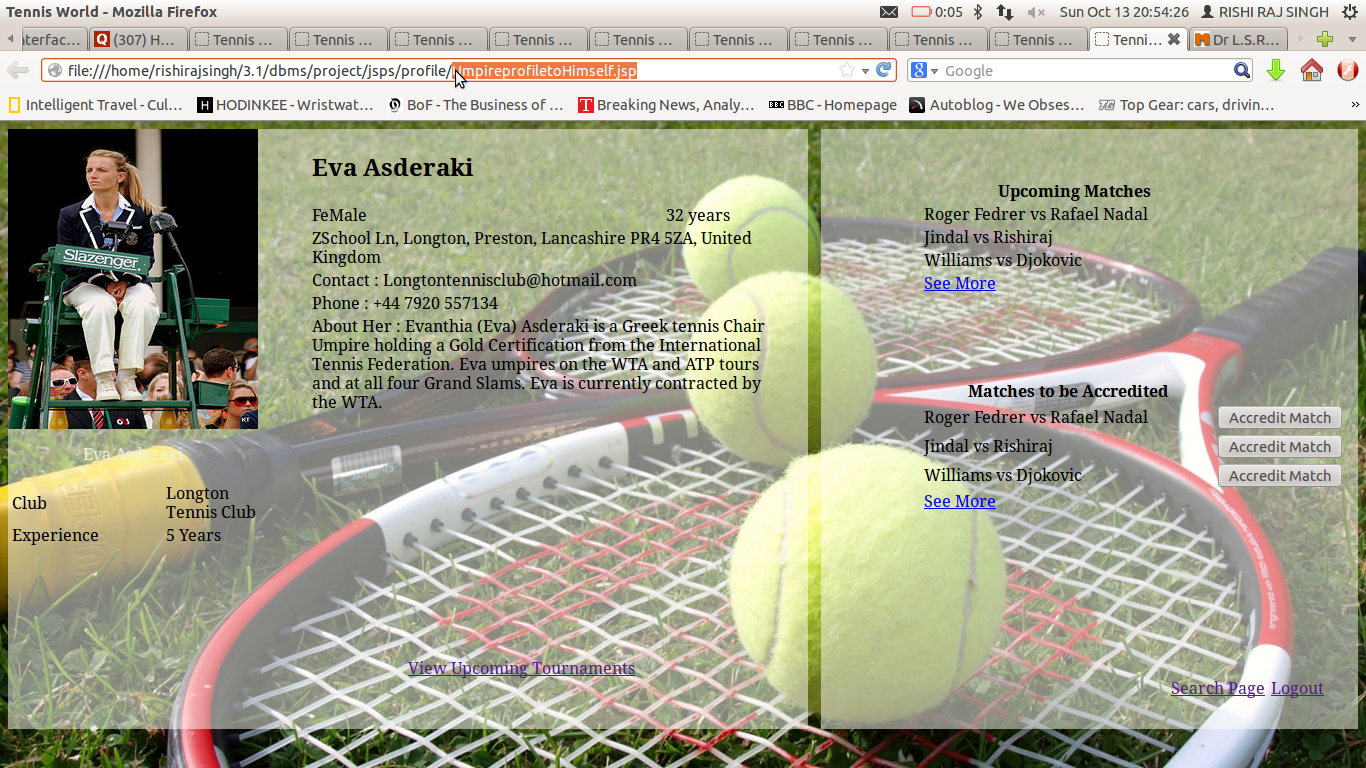 Tennis World - Mozilla Firefox
0:05
Sun Oct 13 20:54:26
RISHI RAJ SINGH
(307) H…
Tennis …
Tennis …
Tennis …
Tennis …
Tennis …
Tennis …
Tennis …
Tennis …
Tennis …
Tenni…
Dr L.S.R…
file:///home/rishirajsingh/3.1/dbms/project/jsps/profile/UmpireprofiletoHimself.jsp
Google
Intelligent Travel - Cul…
HODINKEE - Wristwat…
BoF - The Business of …
Breaking News, Analy…
BBC - Homepage
Autoblog - We Obses…
Top Gear: cars, drivin…
Slazenger
Eva Asderaki
FeMale
32 years
ZSchool Ln, Longton, Preston, Lancashire PR4 5ZA, United
Kingdom
Contact : Longtontennisclub@hotmail.com
Phone : +44 7920 557134
About Her : Evanthia (Eva) Asderaki is a Greek tennis Chair
Umpire holding a Gold Certification from the International
Tennis Federation. Eva umpires on the WTA and ATP tours
and at all four Grand Slams. Eva is currently contracted by
the WTA.
Eva Asderaki
Club
Longton
Tennis Club
Experience
5 Years
View Upcoming Tournaments
Upcoming Matches
Roger Fedrer vs Rafael Nadal
Jindal vs Rishiraj
Williams vs Djokovic
See More
Matches to be Accredited
Roger Fedrer vs Rafael Nadal
Accredit Match
Jindal vs Rishiraj
Accredit Match
Williams vs Djokovic
Accredit Match
See More
Search Page
Logout